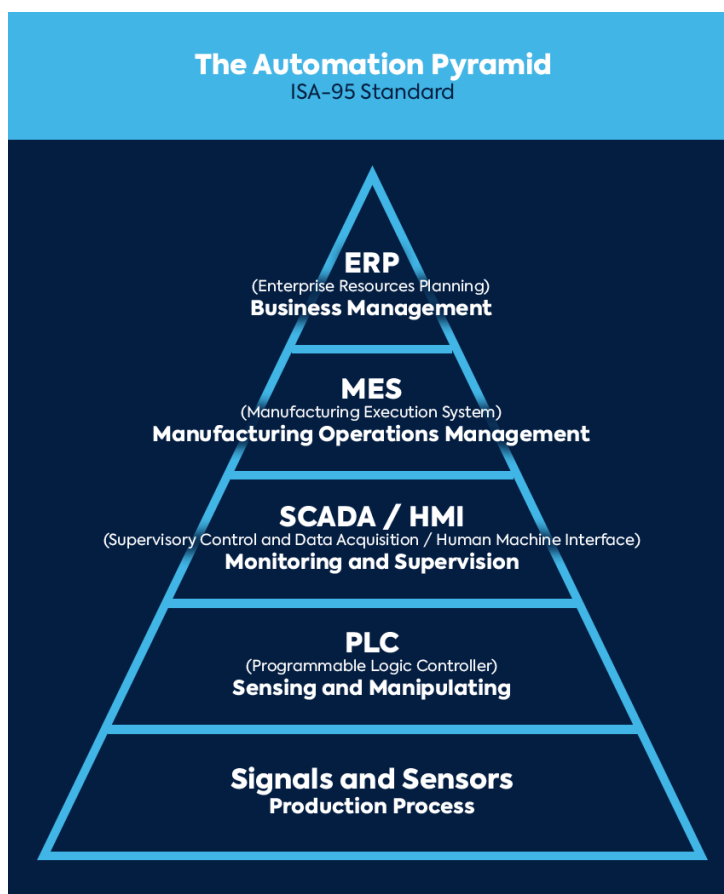 The Automation Pyramid
ISA-95 Standard
ERP
(Enterprise Resources Planning)
Business Management
MES
(Manufacturing Execution System)
Manufacturing Operations Management
SCADA / HMI
(Supervisory Control and Data Acquisition / Human Machine Interface)
Monitoring and Supervision
PLC
(Programmable Logic Controller)
Sensing and Manipulating
Signals and Sensors
Production Process